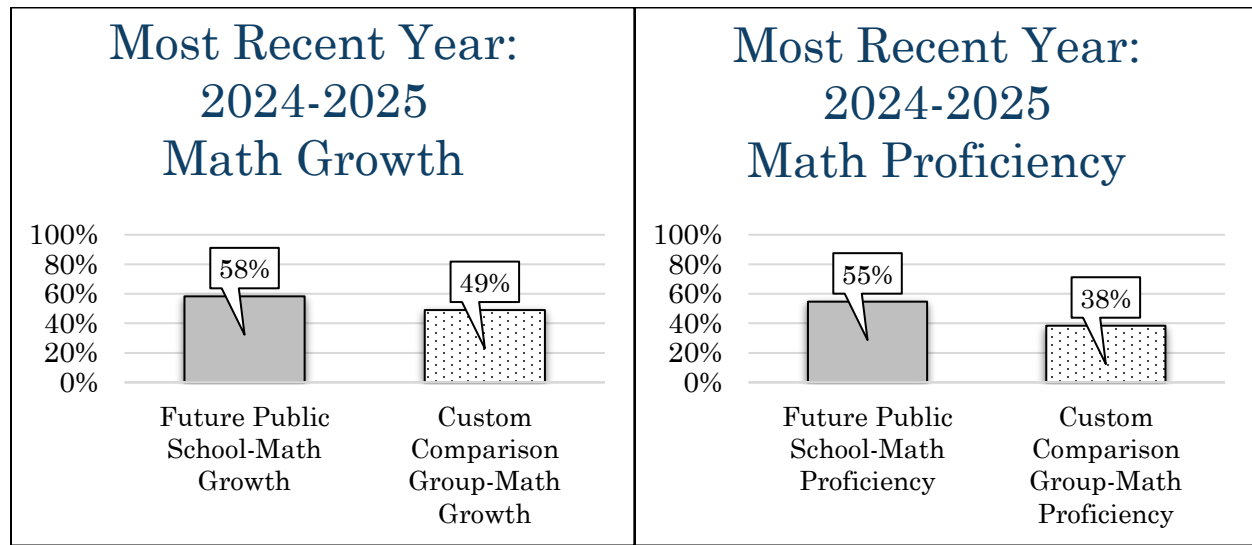 Most Recent Year:
2024-2025
Math Growth
100%
80%
60%
40%
20%
0%
58%
49%
Future Public
School-Math
Growth
Custom
Comparison
Group-Math
Growth
Most Recent Year:
2024-2025
Math Proficiency
100%
80%
60%
40%
20%
0%
55%
38%
Future Public
School-Math
Proficiency
Custom
Comparison
Group-Math
Proficiency